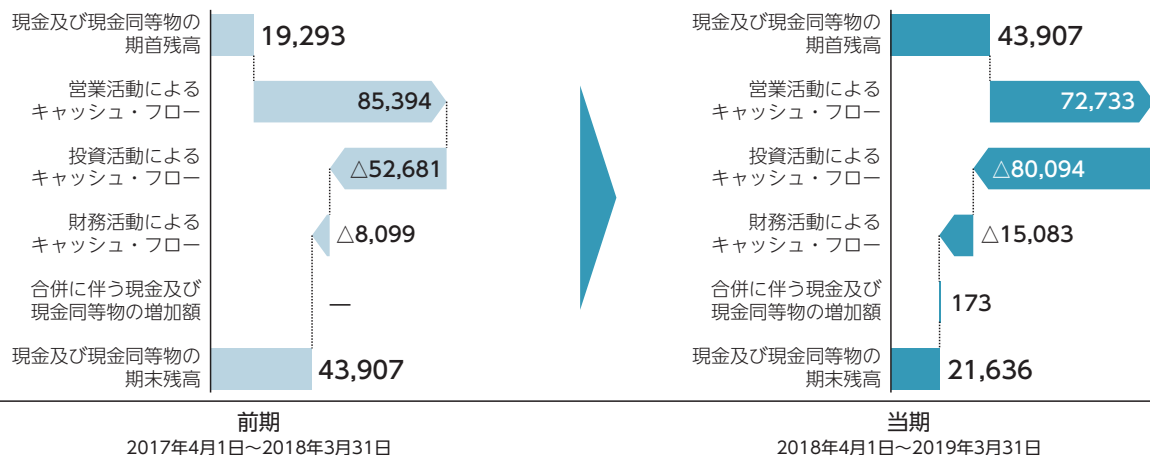 現金及び現金同等物の
期首残高
19,293
営業活動による
キャッシュ・フロー
85,394
投資活動による
キャッシュ・フロー
△52,681
財務活動による
キャッシュ・フロー
△8,099
合併に伴う現金及び
現金同等物の増加額
―
現金及び現金同等物の
期末残高
43,907
前期
2017年4月1日～2018年3月31日
現金及び現金同等物の
期首残高
43,907
営業活動による
キャッシュ・フロー
72,733
投資活動による
キャッシュ・フロー
△80,094
財務活動による
キャッシュ・フロー
△15,083
合併に伴う現金及び
現金同等物の増加額
173
現金及び現金同等物の
期末残高
21,636
当期
2018年4月1日～2019年3月31日